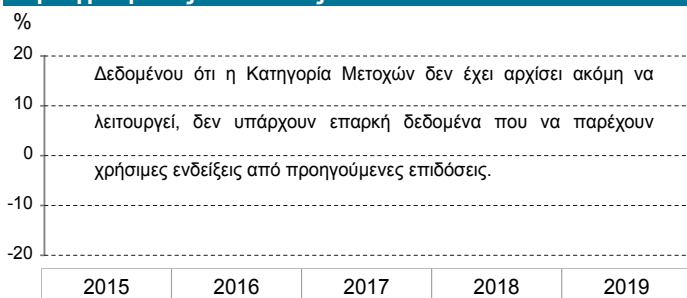 %
20
Δεδομένου ότι η Κατηγορία Μετοχών δεν έχει αρχίσει ακόμη να
10
λειτουργεί, δεν υπάρχουν επαρκή δεδομένα που να παρέχουν
0
χρήσιμες ενδείξεις από προηγούμενες επιδόσεις.
-10
-20
2015 2016 2017 2018 2019